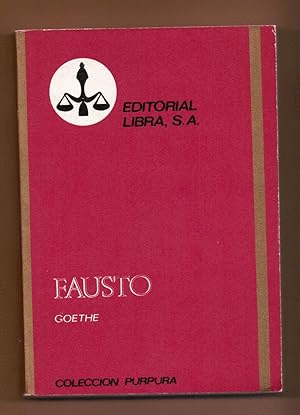 EDITORIAL
LIBRA, S.A.
FAUSTO
GOETHE
COLECCION PURPURA